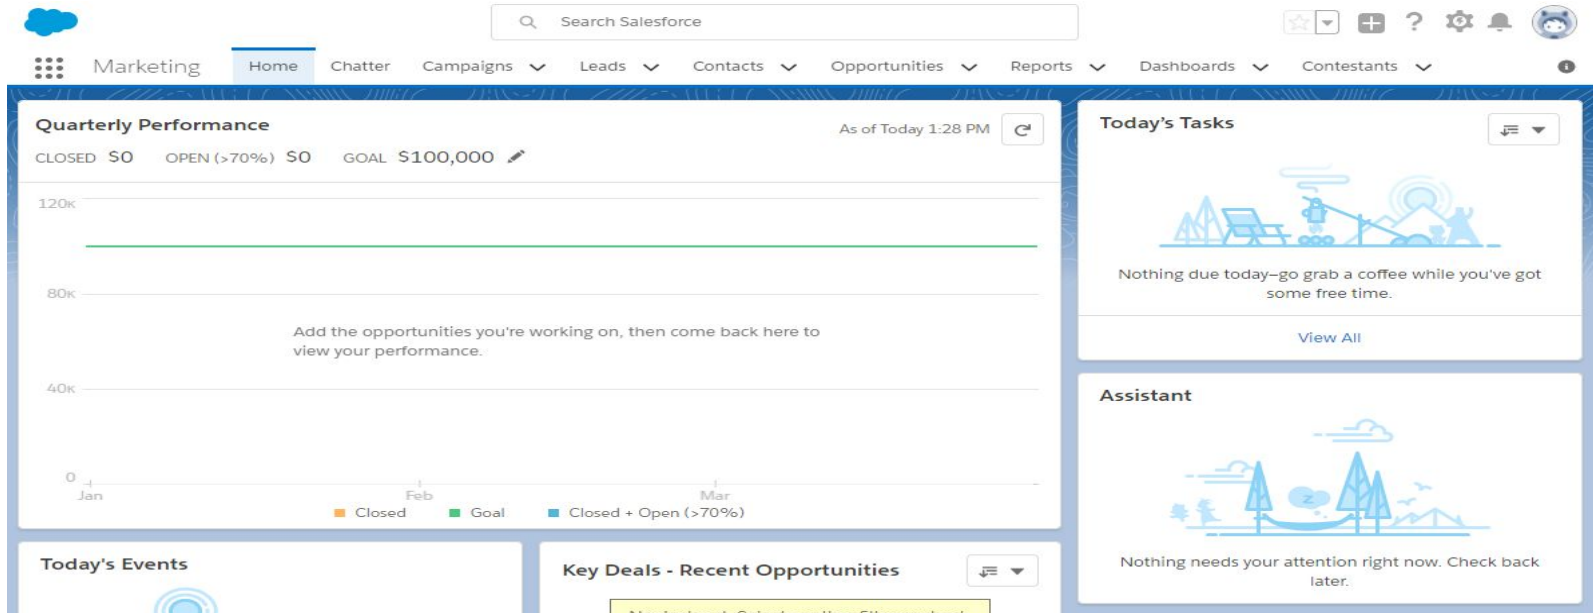 Search Salesforce
Marketing Home Chatter Campaigns Leads Contacts Opportunities Reports Dashboards Contestants
Quarterly Performance
As of Today 1:28 PM
CLOSED $0 OPEN (>70%) $0 GOAL $100,000
120K
80K
Add the opportunities you're working on, then come back here to
view your performance.
40K
0
Jan Feb Mar
Closed Goal Closed + Open (>70%)
Today's Tasks
Nothing due today–go grab a coffee while you've got
some free time.
View All
Assistant
Nothing needs your attention right now. Check back
later.
Today's Events
Key Deals - Recent Opportunities